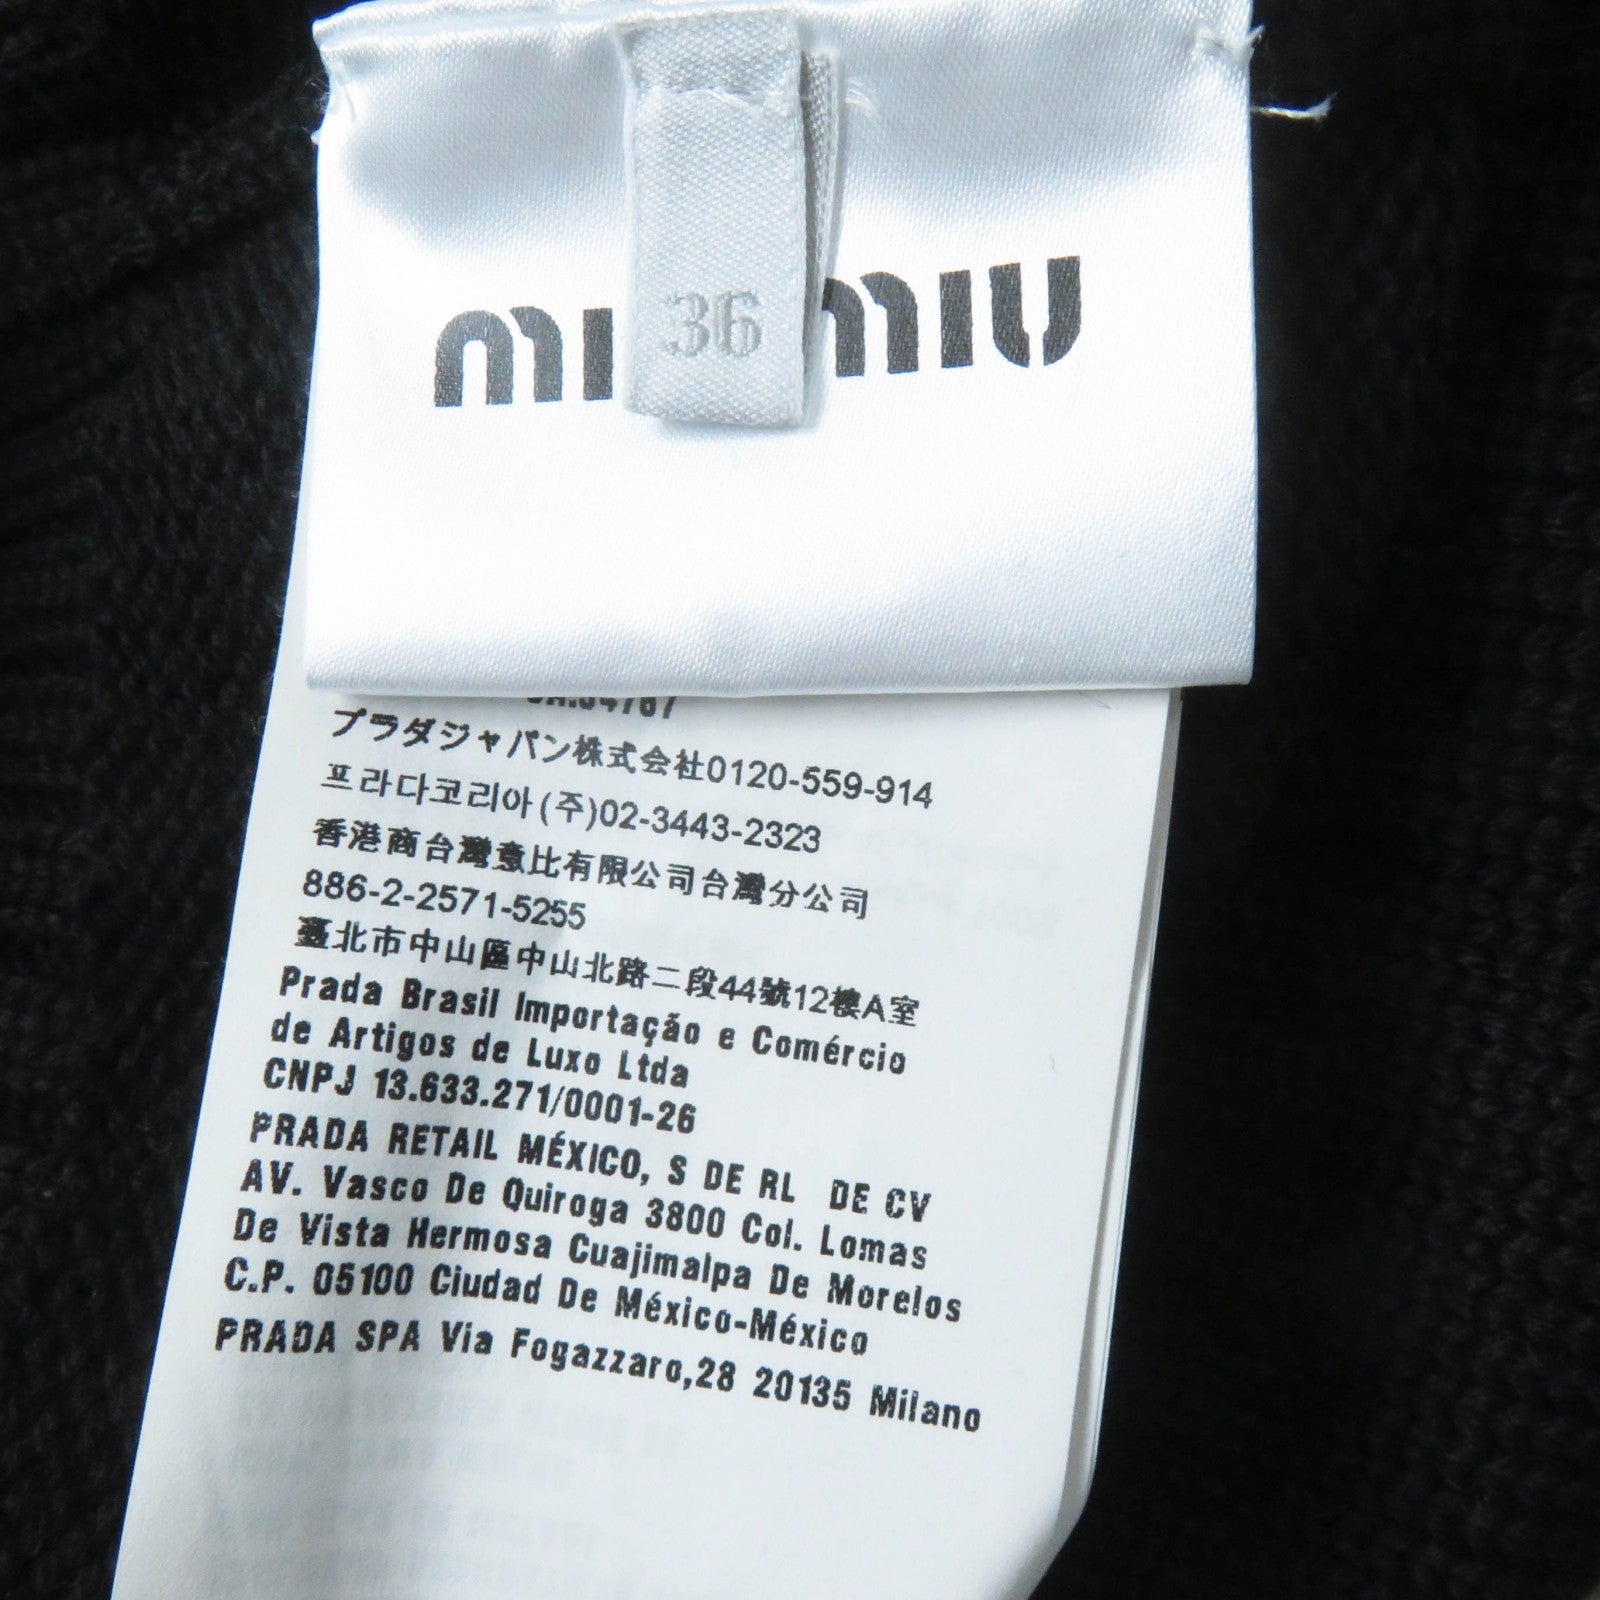 miu miu
36
プラダジャパン株式会社0120-559-914
프라다코리아(주)02-3443-2323
香港商台灣意比有限公司台灣分公司
886-2-2571-5255
臺北市中山區中山北路二段44號12樓A室
Prada Brasil Importação e Comércio
de Artigos de Luxo Ltda
CNPJ 13.633.271/0001-26
PRADA RETAIL MÉXICO, S DE RL DE CV
AV. Vasco De Quiroga 3800 Col. Lomas
De Vista Hermosa Cuajimalpa De Morelos
C.P. 05100 Ciudad De México-México
PRADA SPA Via Fogazzaro,28 20135 Milano